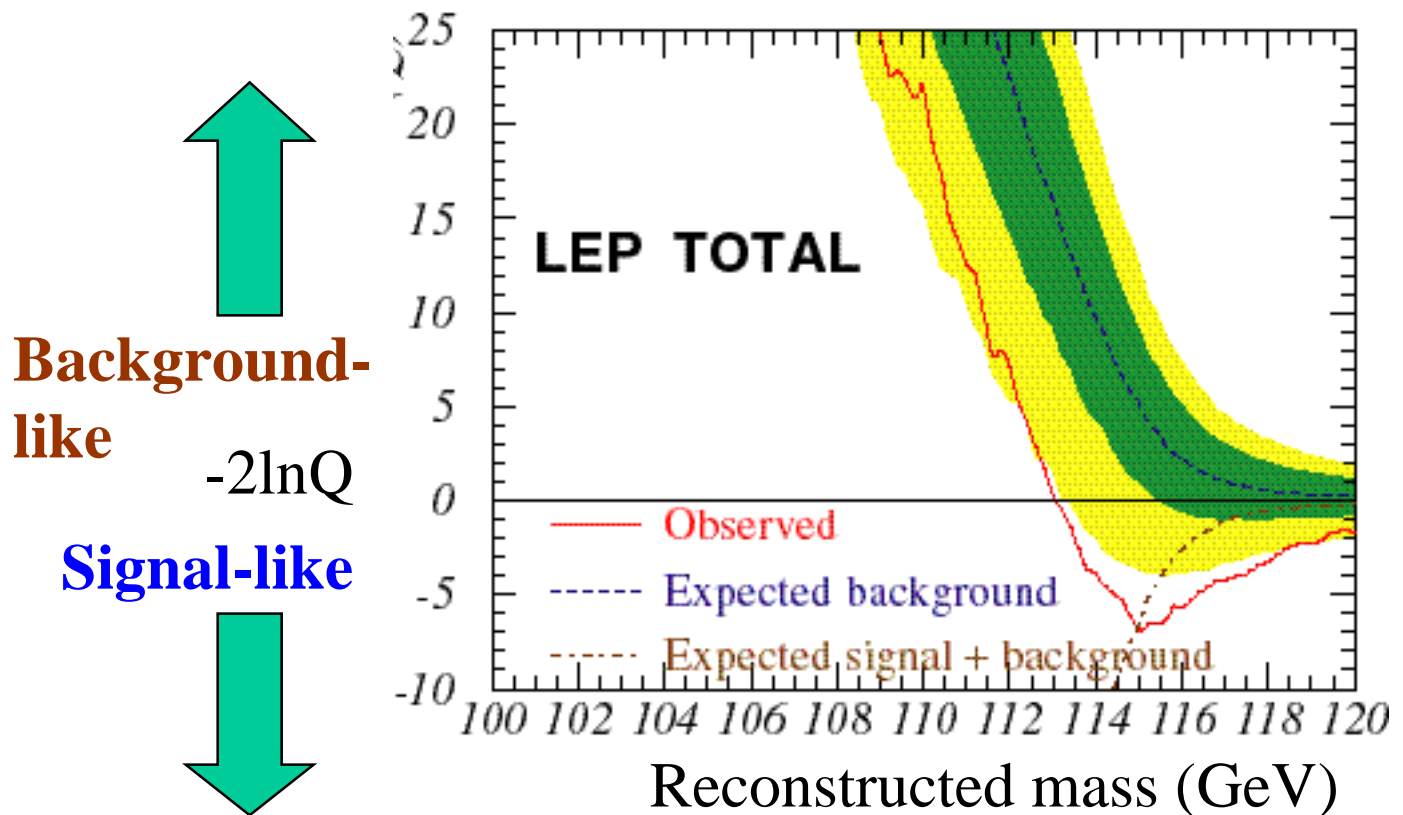 25
20
15
10
5
0
-5
-10
LEP TOTAL
Background-
like
-2lnQ
Signal-like
Observed
Expected background
Expected signal + background
100 102 104 106 108 110 112 114 116 118 120
Reconstructed mass (GeV)